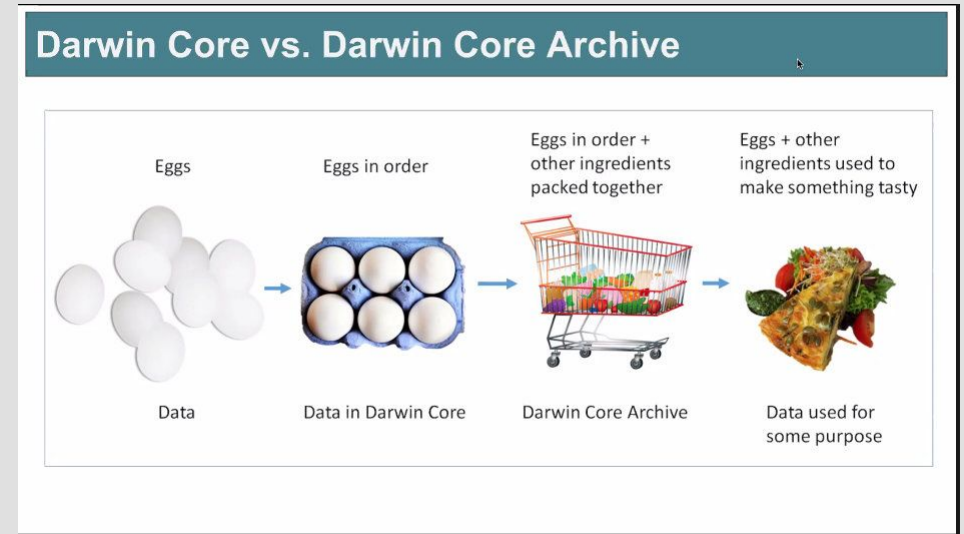 Darwin Core vs. Darwin Core Archive
Eggs
Eggs in order
Eggs in order +
other ingredients
packed together
Eggs + other
ingredients used to
make something tasty
Data
Data in Darwin Core
Darwin Core Archive
Data used for
some purpose